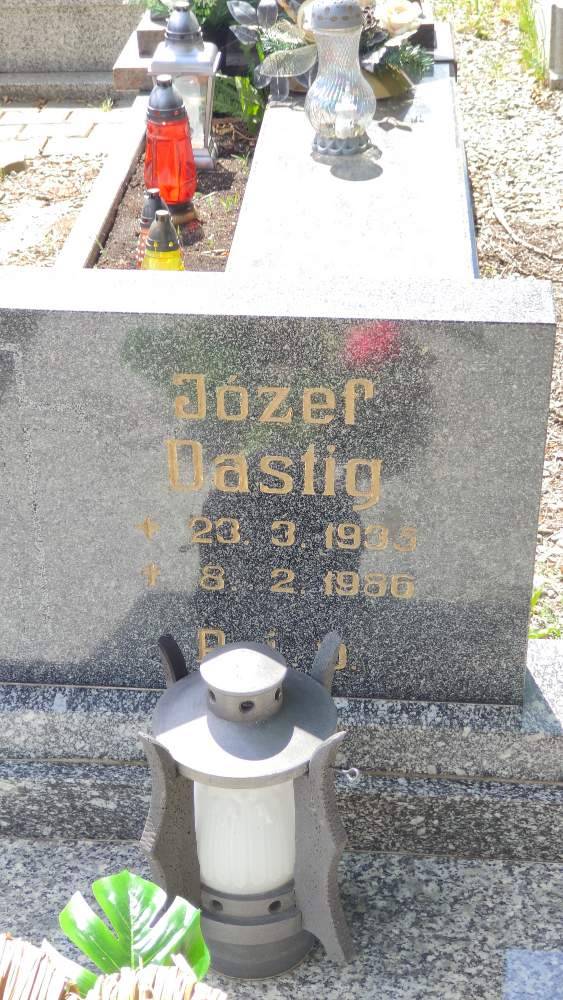 Józef
Dastig
23. 3. 1933
8. 2. 1986